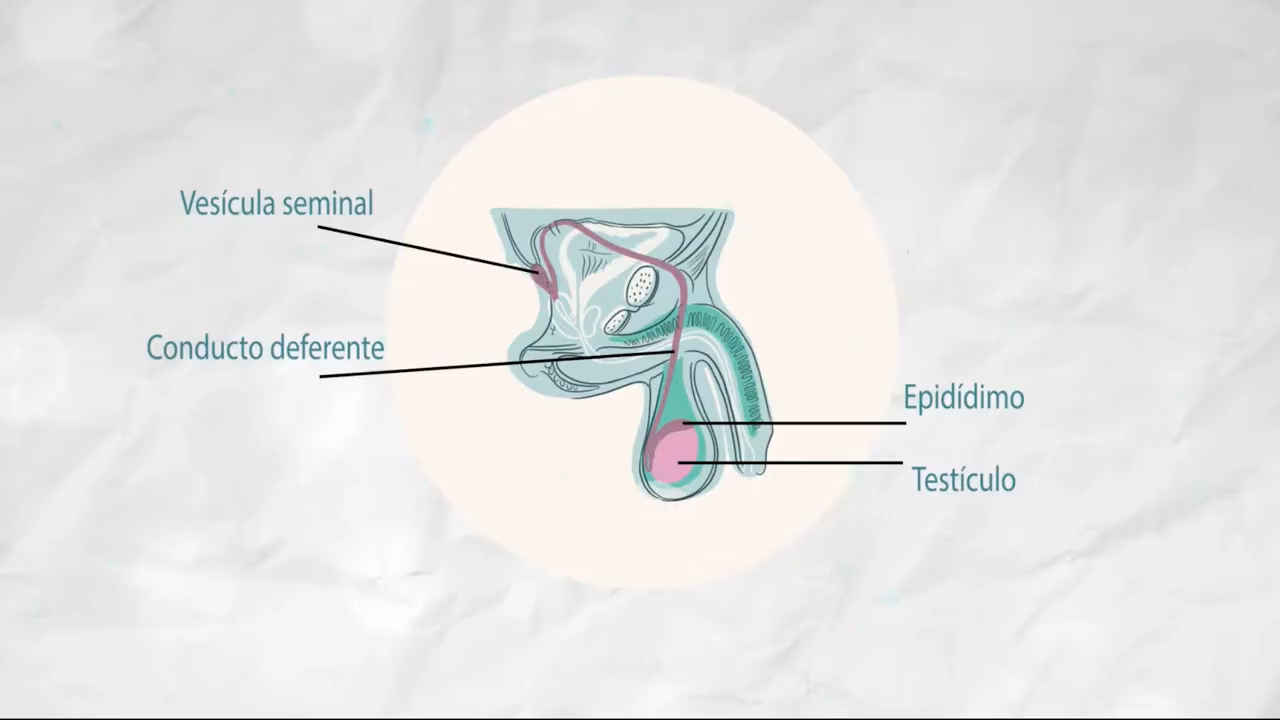 Vesícula seminal
Conducto deferente
Epidídimo
Testículo